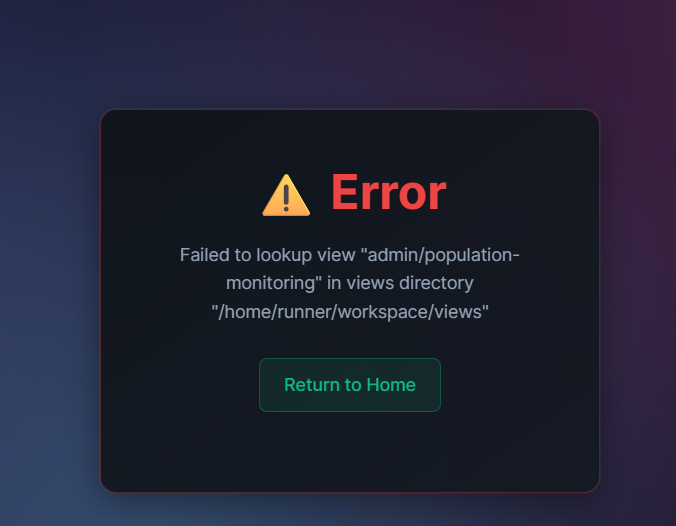 ⚠️ Error
Failed to lookup view "admin/population-
monitoring" in views directory
"/home/runner/workspace/views"
Return to Home